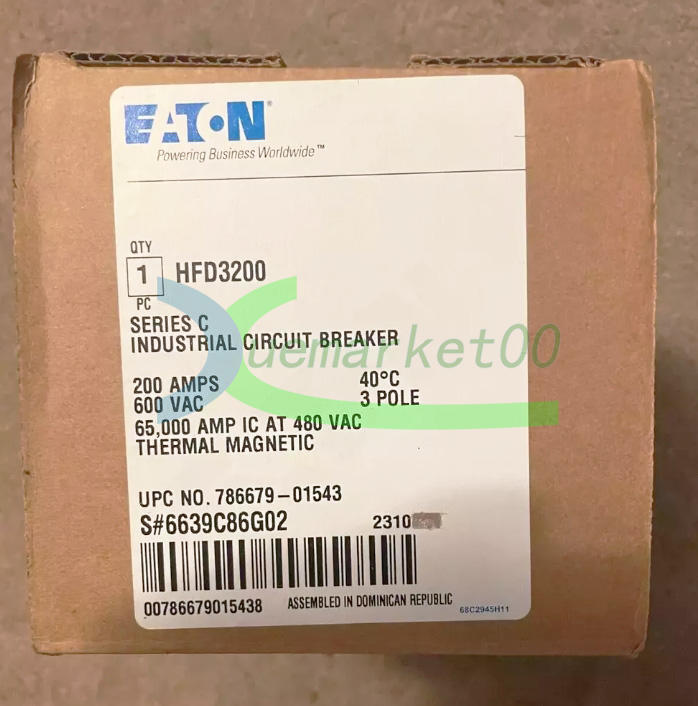 EATON®
Powering Business Worldwide™
QTY
1 HFD3200
PC
SERIES C
INDUSTRIAL CIRCUIT BREAKER
uemarket00
200 AMPS 40°C
600 VAC 3 POLE
65,000 AMP IC AT 480 VAC
THERMAL MAGNETIC
UPC NO. 786679-01543
S#6639C86G02 2310
00786679015438 ASSEMBLED IN DOMINICAN REPUBLIC 68C2945H11